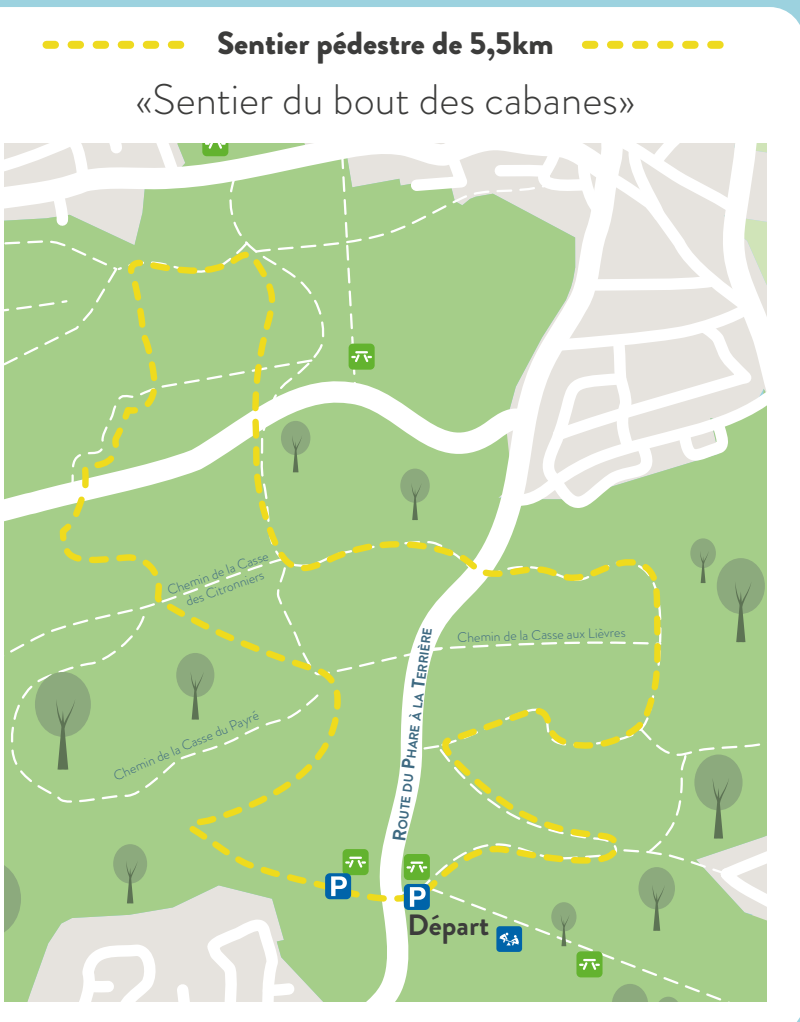 Sentier pédestre de 5,5km
«Sentier du bout des cabanes»
Chemin de la Casse
des Citronniers
Chemin de la Casse aux Lièvres
Route du Phare à la Terrière
Chemin de la Casse du Payré
P
P
Départ